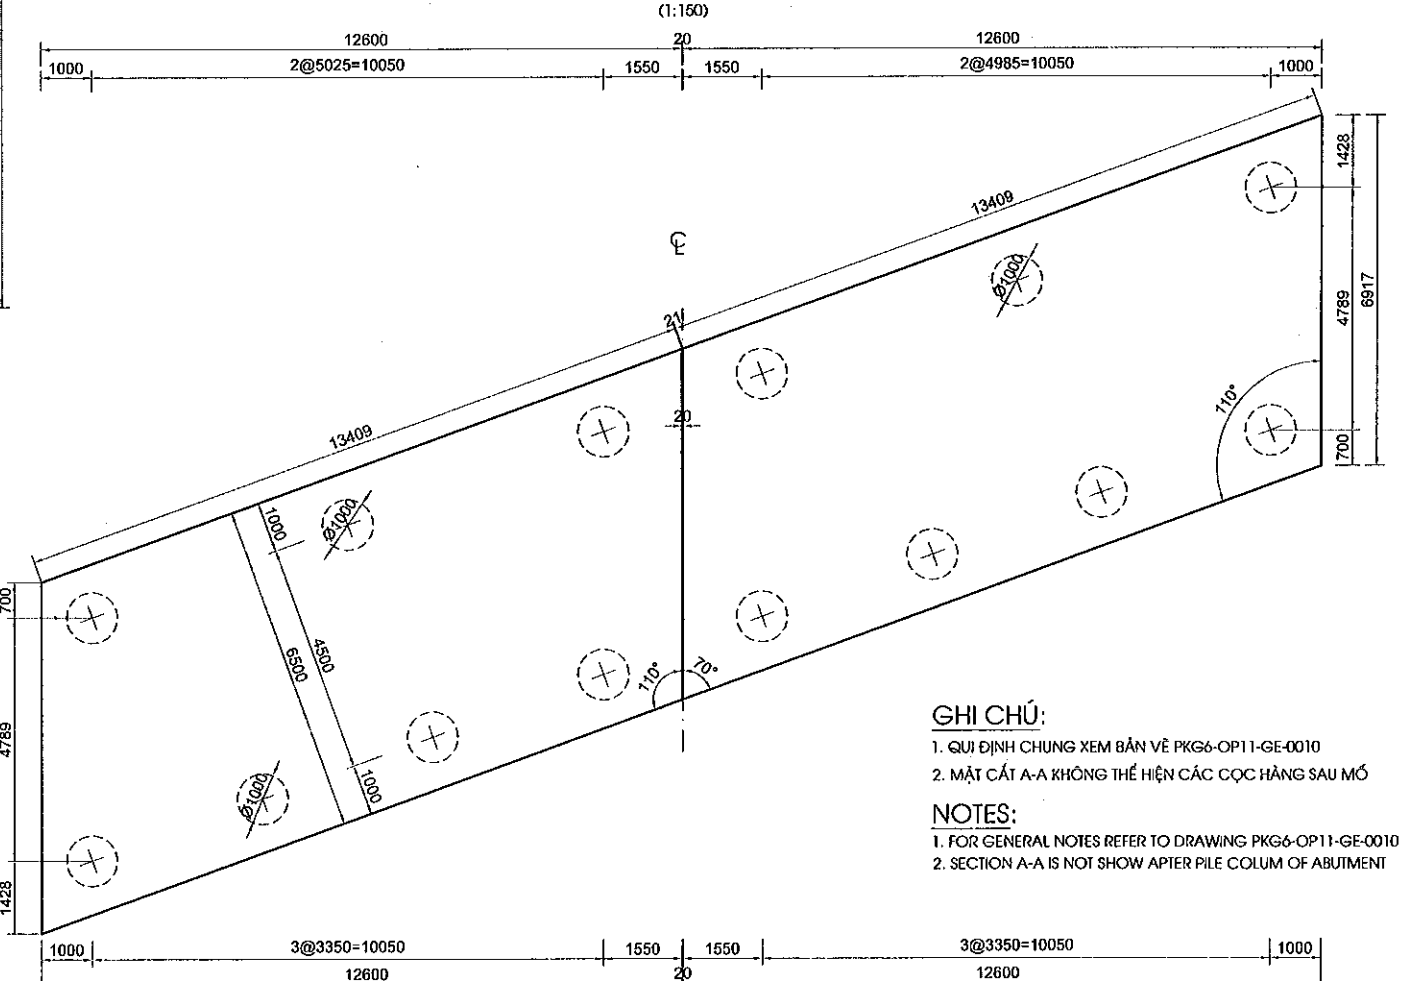 (1:150)
12600 20 12600
1000 2@5025=10050 1550 1550 2@4985=10050 1000
1428
13409
Ø1000
4789
6917
℄
21
20
110°
700
13409
1000
Ø1000
700
4500
6500
110° 70°
4789
Ø1000
1000
1428
GHI CHÚ:
1. QUI ĐỊNH CHUNG XEM BẢN VẼ PKG6-OP11-GE-0010
2. MẶT CẮT A-A KHÔNG THỂ HIỆN CÁC CỌC HÀNG SAU MỐ
NOTES:
1. FOR GENERAL NOTES REFER TO DRAWING PKG6-OP11-GE-0010
2. SECTION A-A IS NOT SHOW APTER PILE COLUM OF ABUTMENT
1000 3@3350=10050 1550 1550 3@3350=10050 1000
12600 20 12600